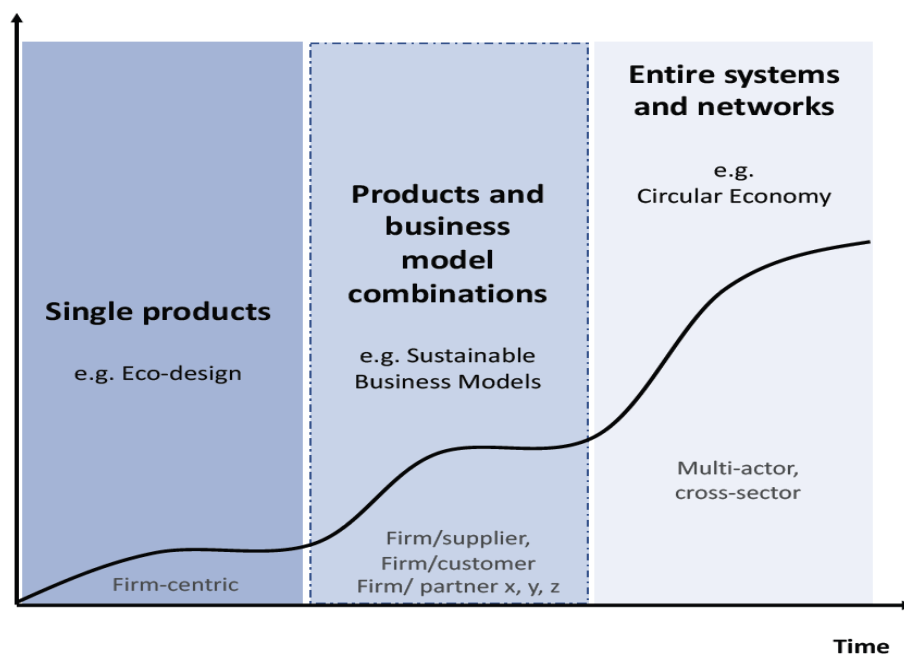 Single products
e.g. Eco-design
Firm-centric
Products and
business
model
combinations
e.g. Sustainable
Business Models
Firm/supplier,
Firm/customer
Firm/ partner x, y, z
Entire systems
and networks
e.g.
Circular Economy
Multi-actor,
cross-sector
Time